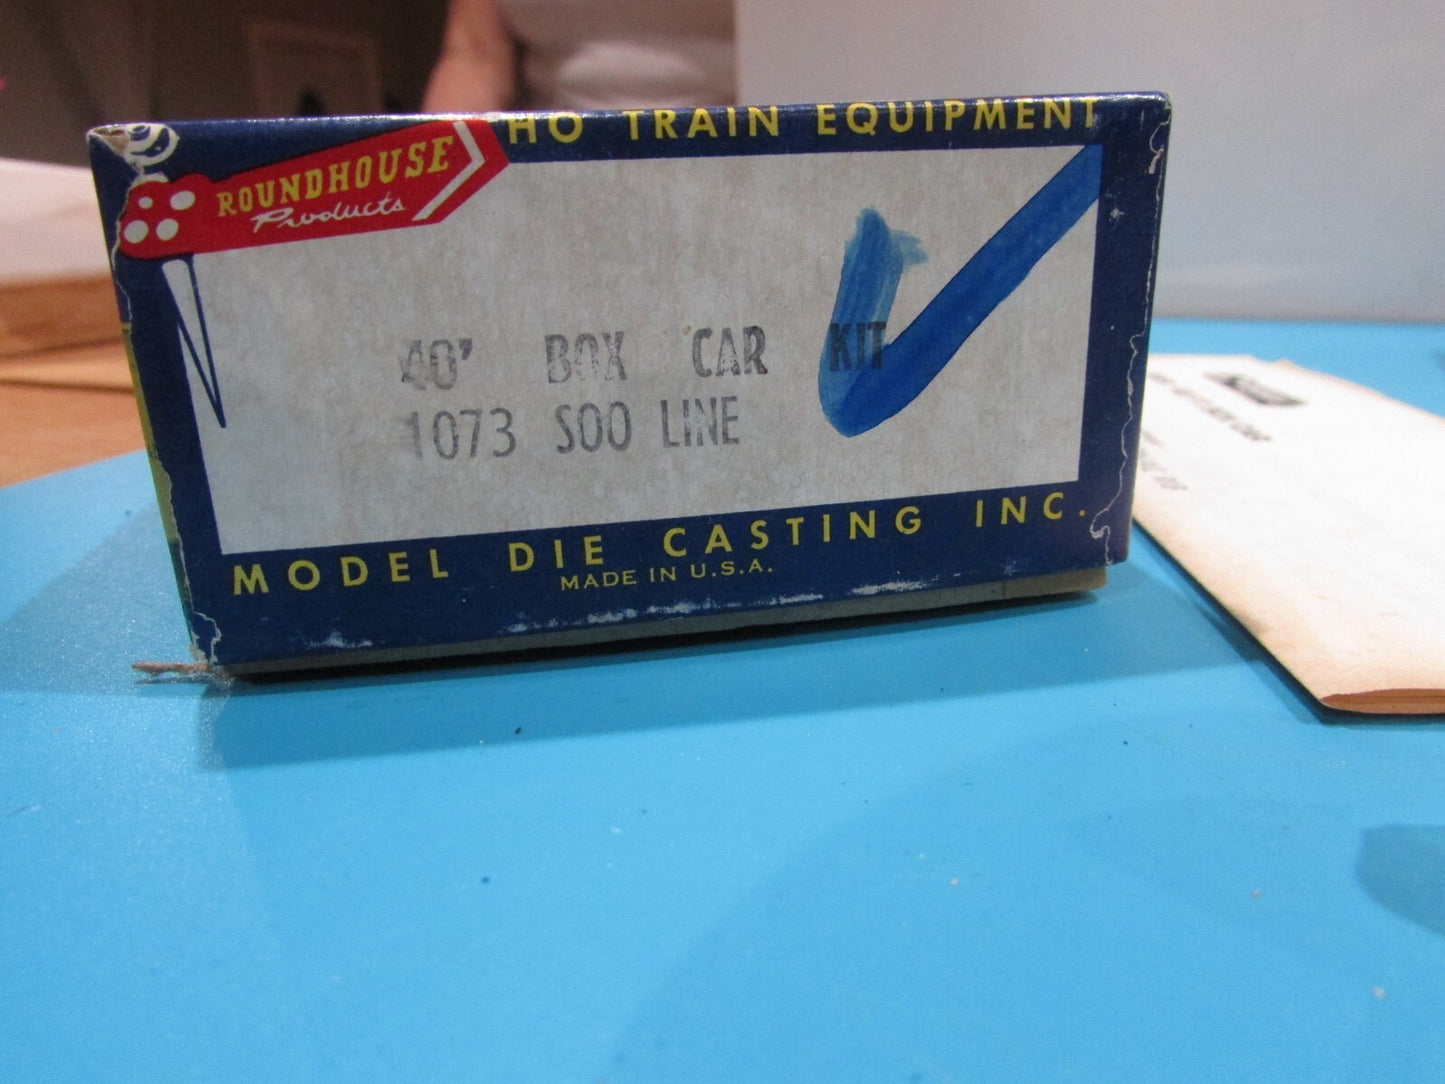 HO TRAIN EQUIPMENT
ROUNDHOUSE
Products
40' BOX CAR KIT
1073 SOO LINE
MODEL DIE CASTING INC.
MADE IN U.S.A.